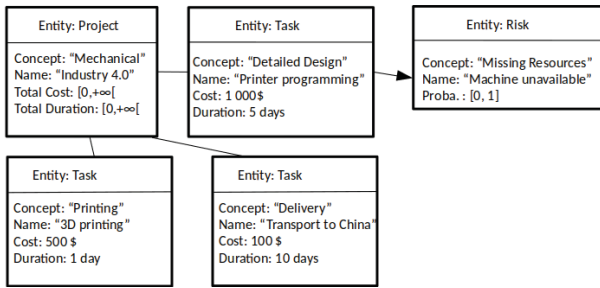 Entity: Project
Concept: “Mechanical”
Name: “Industry 4.0”
Total Cost: [0,+∞[
Total Duration: [0,+∞[
Entity: Task
Concept: “Detailed Design”
Name: “Printer programming”
Cost: 1 000$
Duration: 5 days
Entity: Risk
Concept: “Missing Resources”
Name: “Machine unavailable”
Proba. : [0, 1]
Entity: Task
Concept: “Printing”
Name: “3D printing”
Cost: 500 $
Duration: 1 day
Entity: Task
Concept: “Delivery”
Name: “Transport to China”
Cost: 100 $
Duration: 10 days